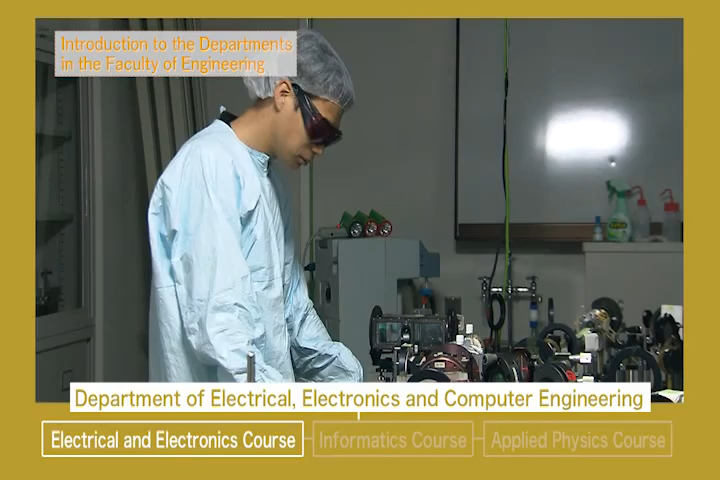 Introduction to the Departments
in the Faculty of Engineering
Department of Electrical, Electronics and Computer Engineering
Electrical and Electronics Course
Informatics Course
Applied Physics Course